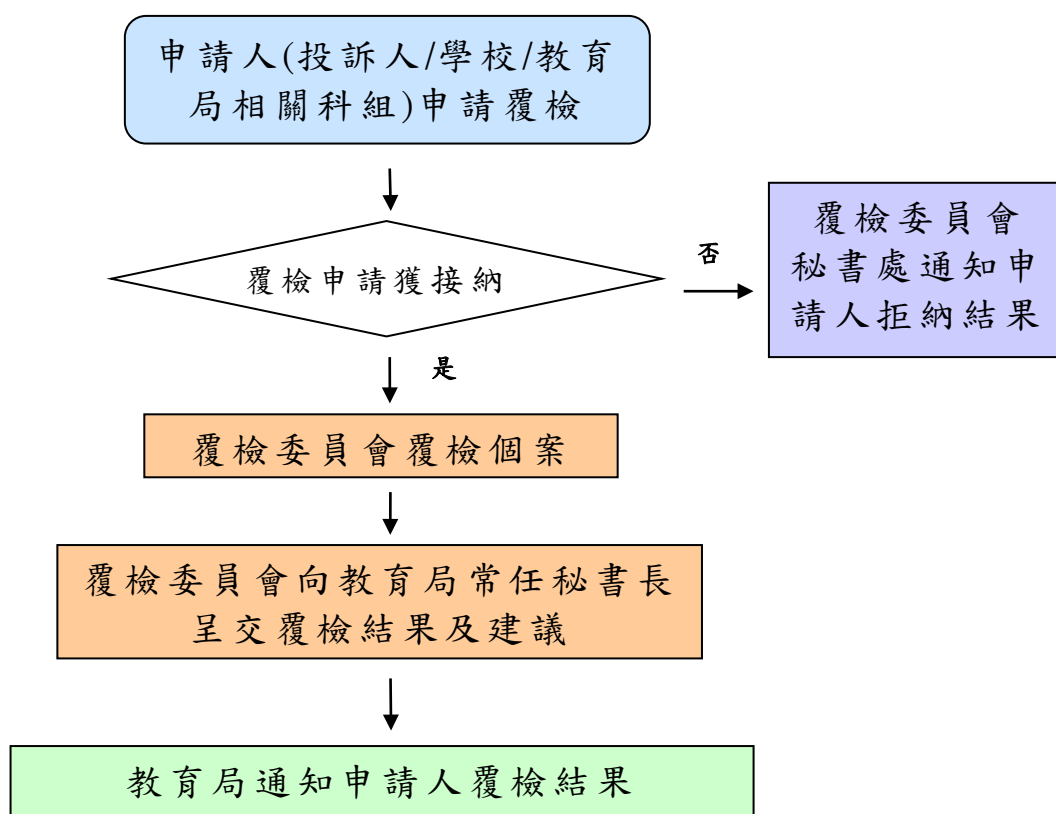 申請人(投訴人/學校/教育
局相關科組)申請覆檢
覆檢申請獲接納
否
覆檢委員會
秘書處通知申
請人拒納結果
是
覆檢委員會覆檢個案
覆檢委員會向教育局常任秘書長
呈交覆檢結果及建議
教育局通知申請人覆檢結果